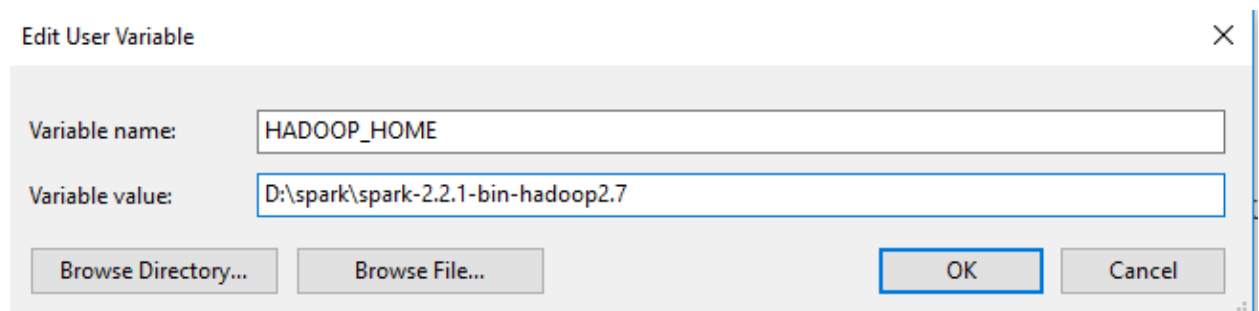 Edit User Variable
Variable name: HADOOP_HOME
Variable value: D:\spark\spark-2.2.1-bin-hadoop2.7
Browse Directory... Browse File... OK Cancel